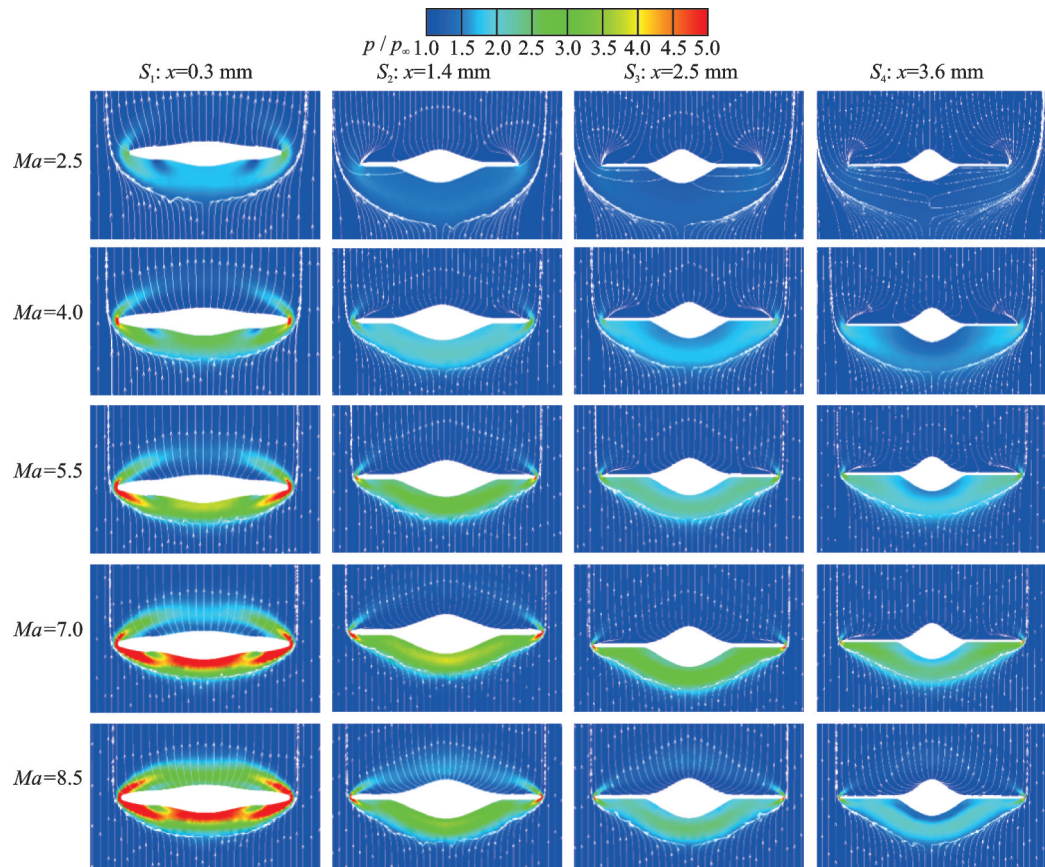 p / p∞ 1.0 1.5 2.0 2.5 3.0 3.5 4.0 4.5 5.0
S₁: x=0.3 mm S₂: x=1.4 mm S₃: x=2.5 mm S₄: x=3.6 mm
Ma=2.5
Ma=4.0
Ma=5.5
Ma=7.0
Ma=8.5